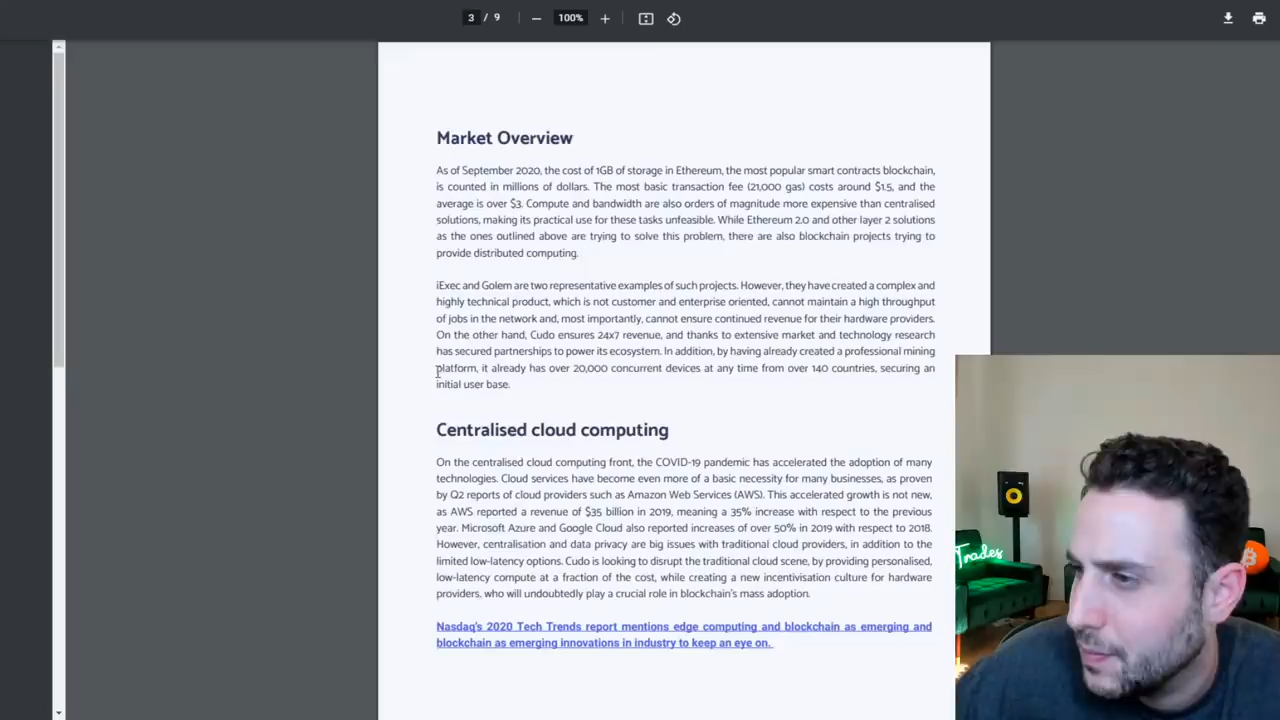 3 / 9
100%
Market Overview
As of September 2020, the cost of 1GB of storage in Ethereum, the most popular smart contracts blockchain,
is counted in millions of dollars. The most basic transaction fee (21,000 gas) costs around $1.5, and the
average is over $3. Compute and bandwidth are also orders of magnitude more expensive than centralised
solutions, making its practical use for these tasks unfeasible. While Ethereum 2.0 and other layer 2 solutions
as the ones outlined above are trying to solve this problem, there are also blockchain projects trying to
provide distributed computing.
iExec and Golem are two representative examples of such projects. However, they have created a complex and
highly technical product, which is not customer and enterprise oriented, cannot maintain a high throughput
of jobs in the network and, most importantly, cannot ensure continued revenue for their hardware providers.
On the other hand, Cudo ensures 24x7 revenue, and thanks to extensive market and technology research
has secured partnerships to power its ecosystem. In addition, by having already created a professional mining
platform, it already has over 20,000 concurrent devices at any time from over 140 countries, securing an
initial user base.
Centralised cloud computing
On the centralised cloud computing front, the COVID-19 pandemic has accelerated the adoption of many
technologies. Cloud services have become even more of a basic necessity for many businesses, as proven
by Q2 reports of cloud providers such as Amazon Web Services (AWS). This accelerated growth is not new,
as AWS reported a revenue of $35 billion in 2019, meaning a 35% increase with respect to the previous
year. Microsoft Azure and Google Cloud also reported increases of over 50% in 2019 with respect to 2018.
However, centralisation and data privacy are big issues with traditional cloud providers, in addition to the
limited low-latency options. Cudo is looking to disrupt the traditional cloud scene, by providing personalised,
low-latency compute at a fraction of the cost, while creating a new incentivisation culture for hardware
providers, who will undoubtedly play a crucial role in blockchain's mass adoption.
Nasdaq's 2020 Tech Trends report mentions edge computing and blockchain as emerging and
blockchain as emerging innovations in industry to keep an eye on.
Trades